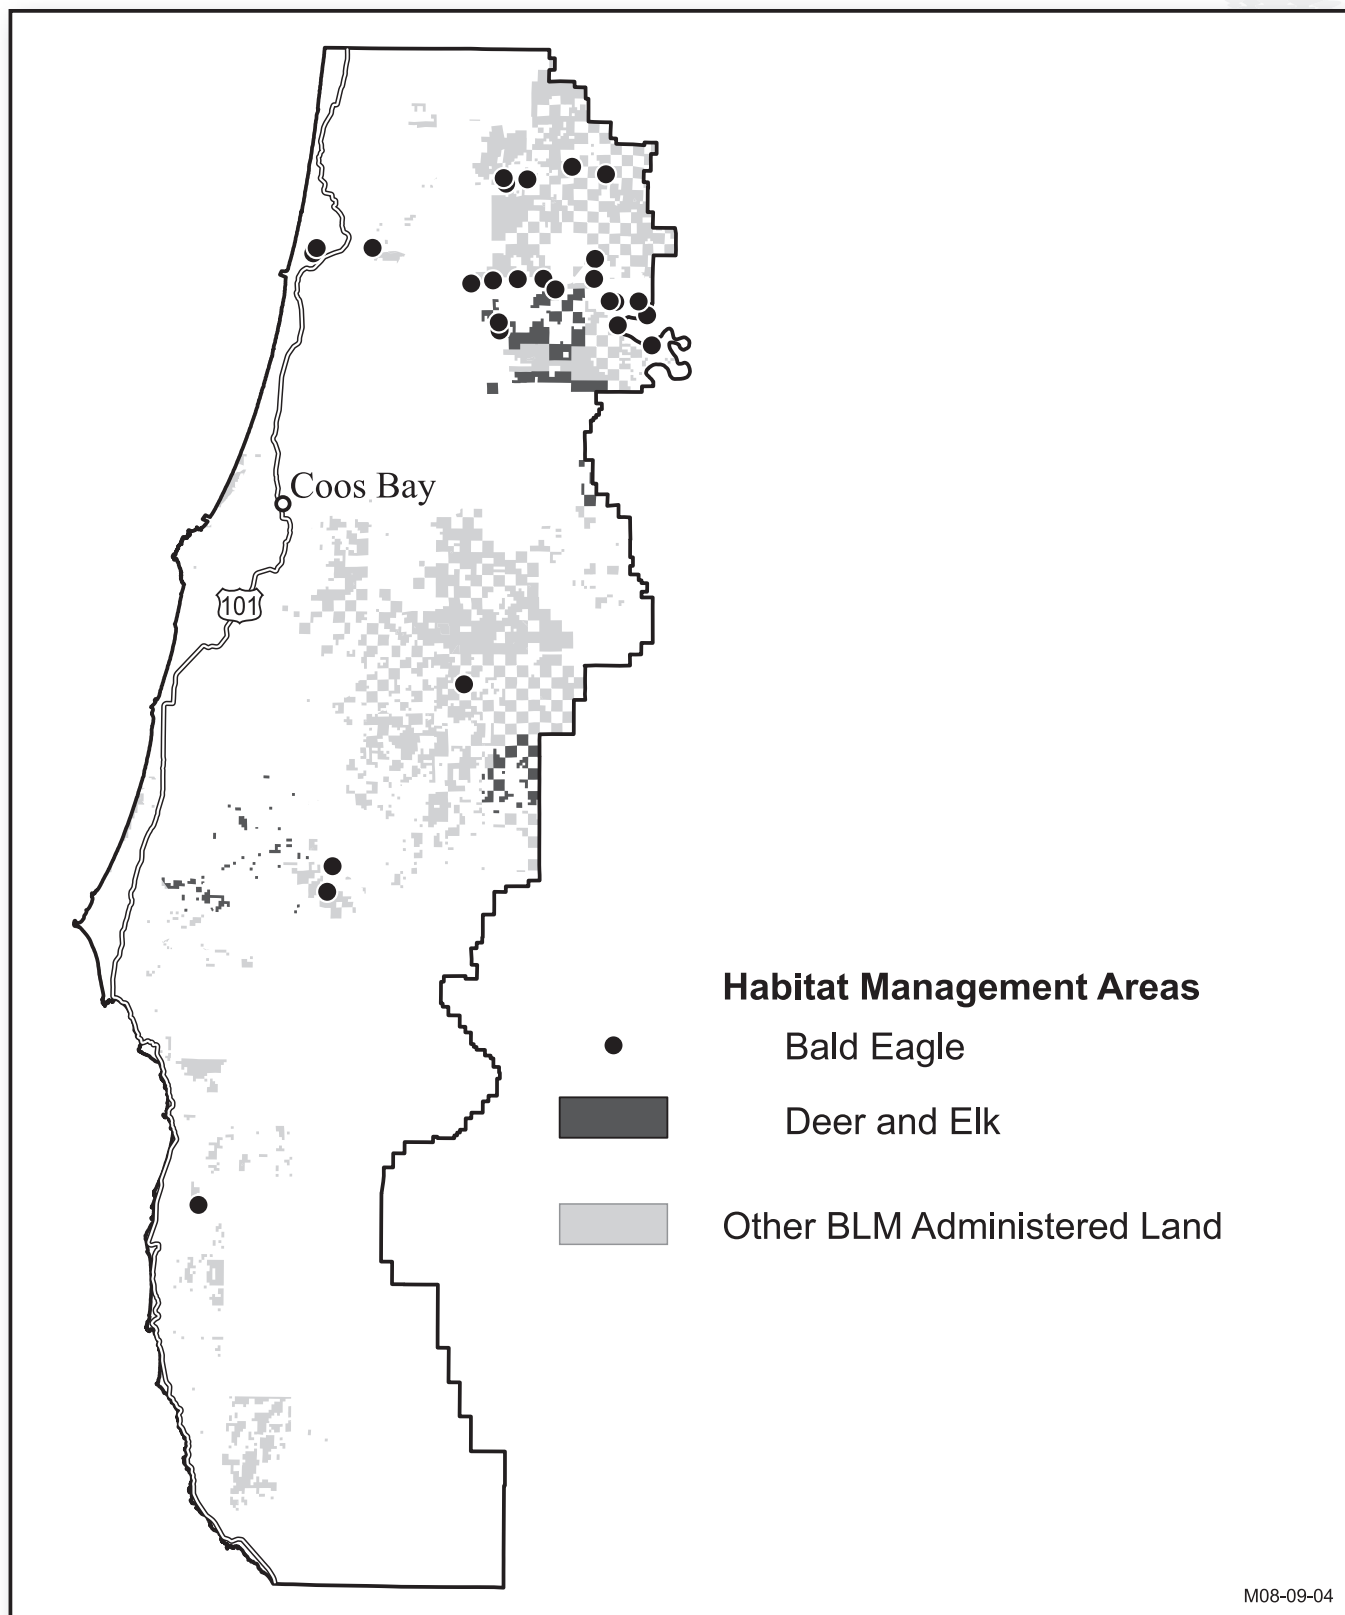 Coos Bay
101
Habitat Management Areas
Bald Eagle
Deer and Elk
Other BLM Administered Land
M08-09-04